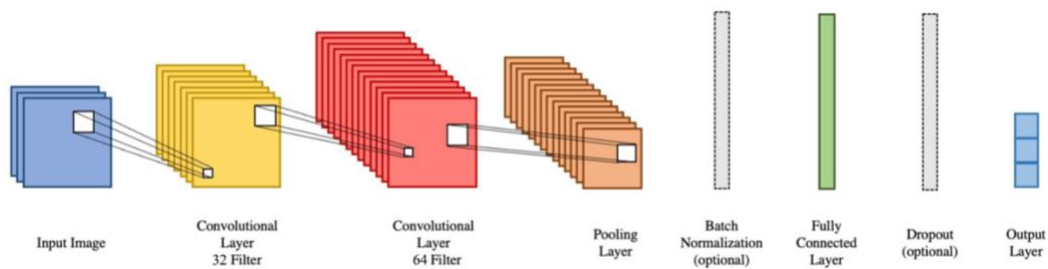 Input Image
Convolutional
Layer
32 Filter
Convolutional
Layer
64 Filter
Pooling
Layer
Batch
Normalization
(optional)
Fully
Connected
Layer
Dropout
(optional)
Output
Layer